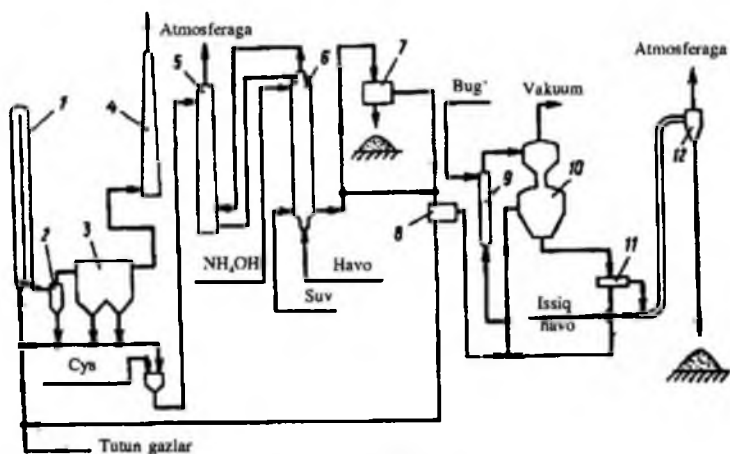 Atmosferaga
Atmosferaga
1
2
3
4
5
6
7
8
9
10
11
12
Bug'
Vakuum
NH₄OH
Havo
Suv
Issiq
havo
Cys
Tutun gazlar